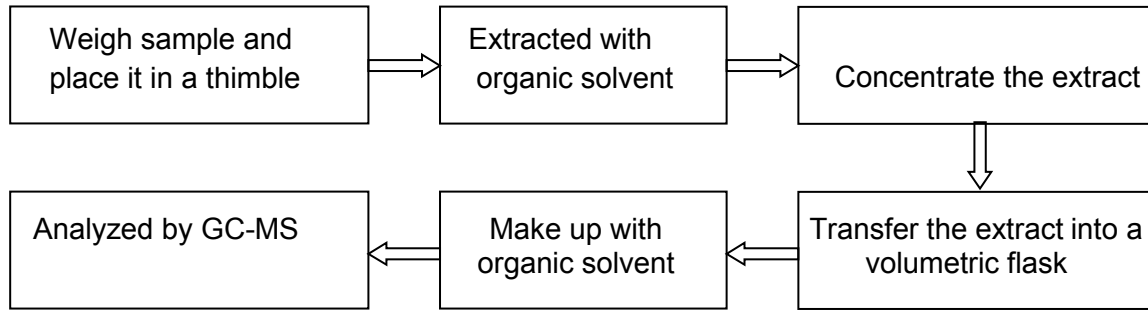 Weigh sample and
place it in a thimble
Extracted with
organic solvent
Concentrate the extract
Transfer the extract into a
volumetric flask
Make up with
organic solvent
Analyzed by GC-MS